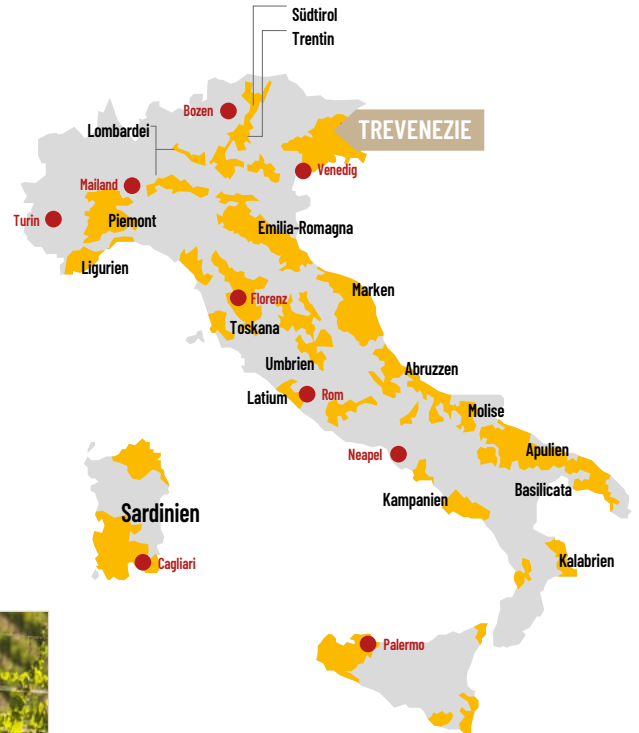 Südtirol
Trentin
Bozen
TREVENEZIE
Lombardei
Venedig
Mailand
Turin
Piemont
Emilia-Romagna
Ligurien
Marken
Florenz
Toskana
Umbrien
Abruzzen
Latium
Rom
Molise
Neapel
Apulien
Basilicata
Kampanien
Sardinien
Kalabrien
Cagliari
Palermo